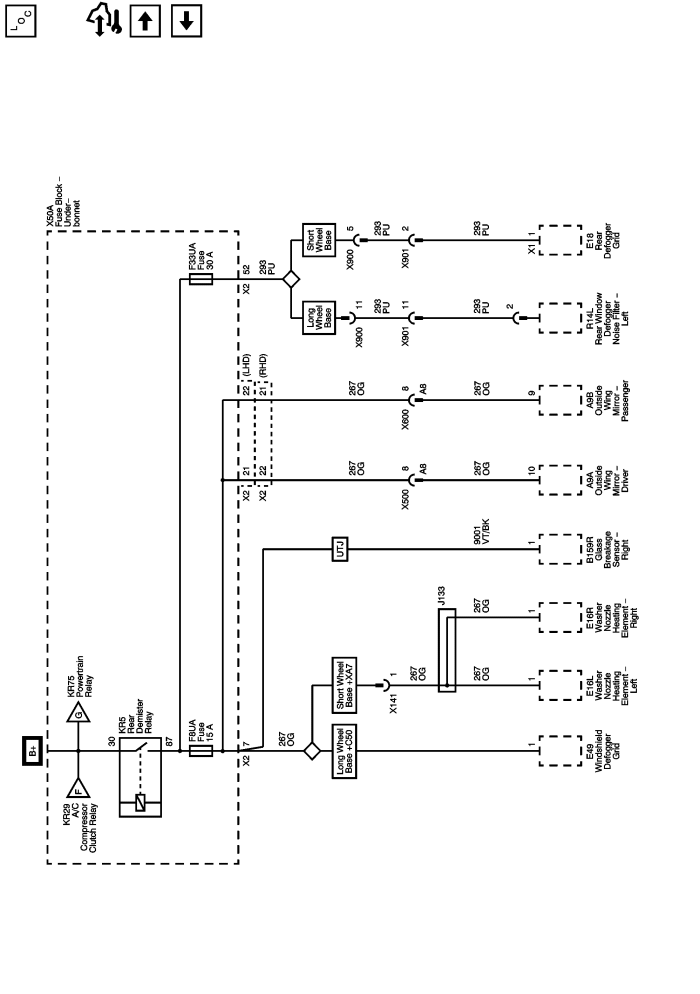 L O C
X50A
Fuse Block –
Under–
bonnet
B+
KR75
Powertrain
Relay
G
KR29
A/C
Compressor
Clutch Relay
F
KR5
Rear
Demister
Relay
30
87
F33UA
Fuse
30 A
F8UA
Fuse
15 A
52
X2
293
PU
Short
Wheel
Base
5
X900
293
PU
2
X901
293
PU
1
X1
E18
Rear
Defogger
Grid
Long
Wheel
Base
11
X900
293
PU
11
X901
293
PU
2
R14L
Rear Window
Defogger
Noise Filter –
Left
22 (LHD)
21 (RHD)
267
OG
8
X600
A8
267
OG
9
A9B
Outside
Wing
Mirror –
Passenger
21
X2
22
X2
267
OG
8
X500
A8
267
OG
10
A9A
Outside
Wing
Mirror –
Driver
UTJ
9001
VT/BK
1
B159R
Glass
Breakage
Sensor –
Right
J133
267
OG
1
E16R
Washer
Nozzle
Heating
Element –
Right
Short Wheel
Base +XA7
1
X141
267
OG
267
OG
1
E16L
Washer
Nozzle
Heating
Element –
Left
7
X2
267
OG
Long Wheel
Base +C50
1
E49
Windshield
Defogger
Grid